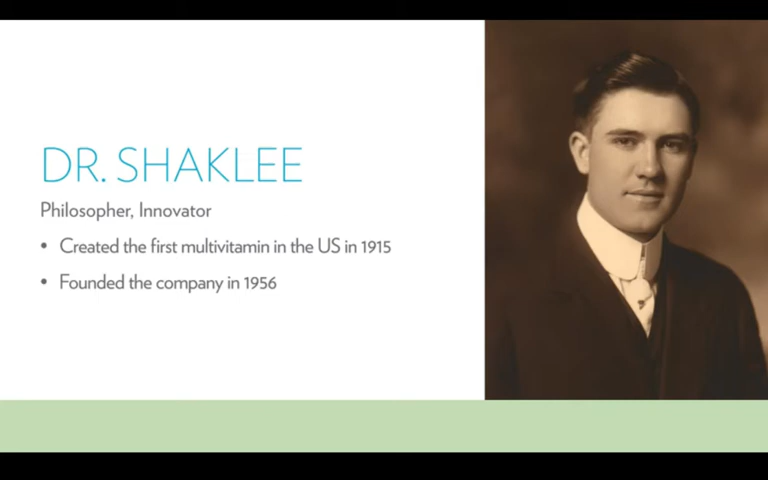 DR. SHAKLEE
Philosopher, Innovator
• Created the first multivitamin in the US in 1915
• Founded the company in 1956